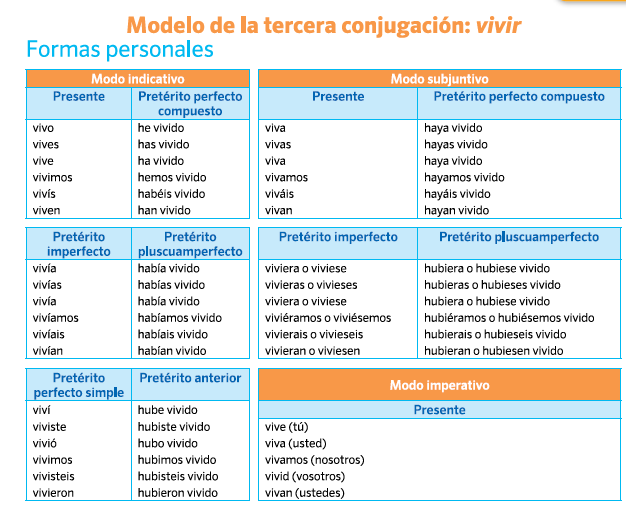 Modelo de la tercera conjugación: vivir
Formas personales
Modo indicativo
Presente Pretérito perfecto
compuesto
vivo he vivido
vives has vivido
vive ha vivido
vivimos hemos vivido
vivís habéis vivido
viven han vivido
Modo subjuntivo
Presente Pretérito perfecto compuesto
viva haya vivido
vivas hayas vivido
viva haya vivido
vivamos hayamos vivido
viváis hayáis vivido
vivan hayan vivido
Pretérito Pretérito
imperfecto pluscuamperfecto
vivía había vivido
vivías habías vivido
vivía había vivido
vivíamos habíamos vivido
vivíais habíais vivido
vivían habían vivido
Pretérito imperfecto Pretérito pluscuamperfecto
viviera o viviese hubiera o hubiese vivido
vivieras o vivieses hubieras o hubieses vivido
viviera o viviese hubiera o hubiese vivido
viviéramos o viviésemos hubiéramos o hubiésemos vivido
vivierais o vivieseis hubierais o hubieseis vivido
vivieran o viviesen hubieran o hubiesen vivido
Pretérito Pretérito anterior
perfecto simple
viví hube vivido
viviste hubiste vivido
vivió hubo vivido
vivimos hubimos vivido
vivisteis hubisteis vivido
vivieron hubieron vivido
Modo imperativo
Presente
vive (tú)
viva (usted)
vivamos (nosotros)
vivid (vosotros)
vivan (ustedes)